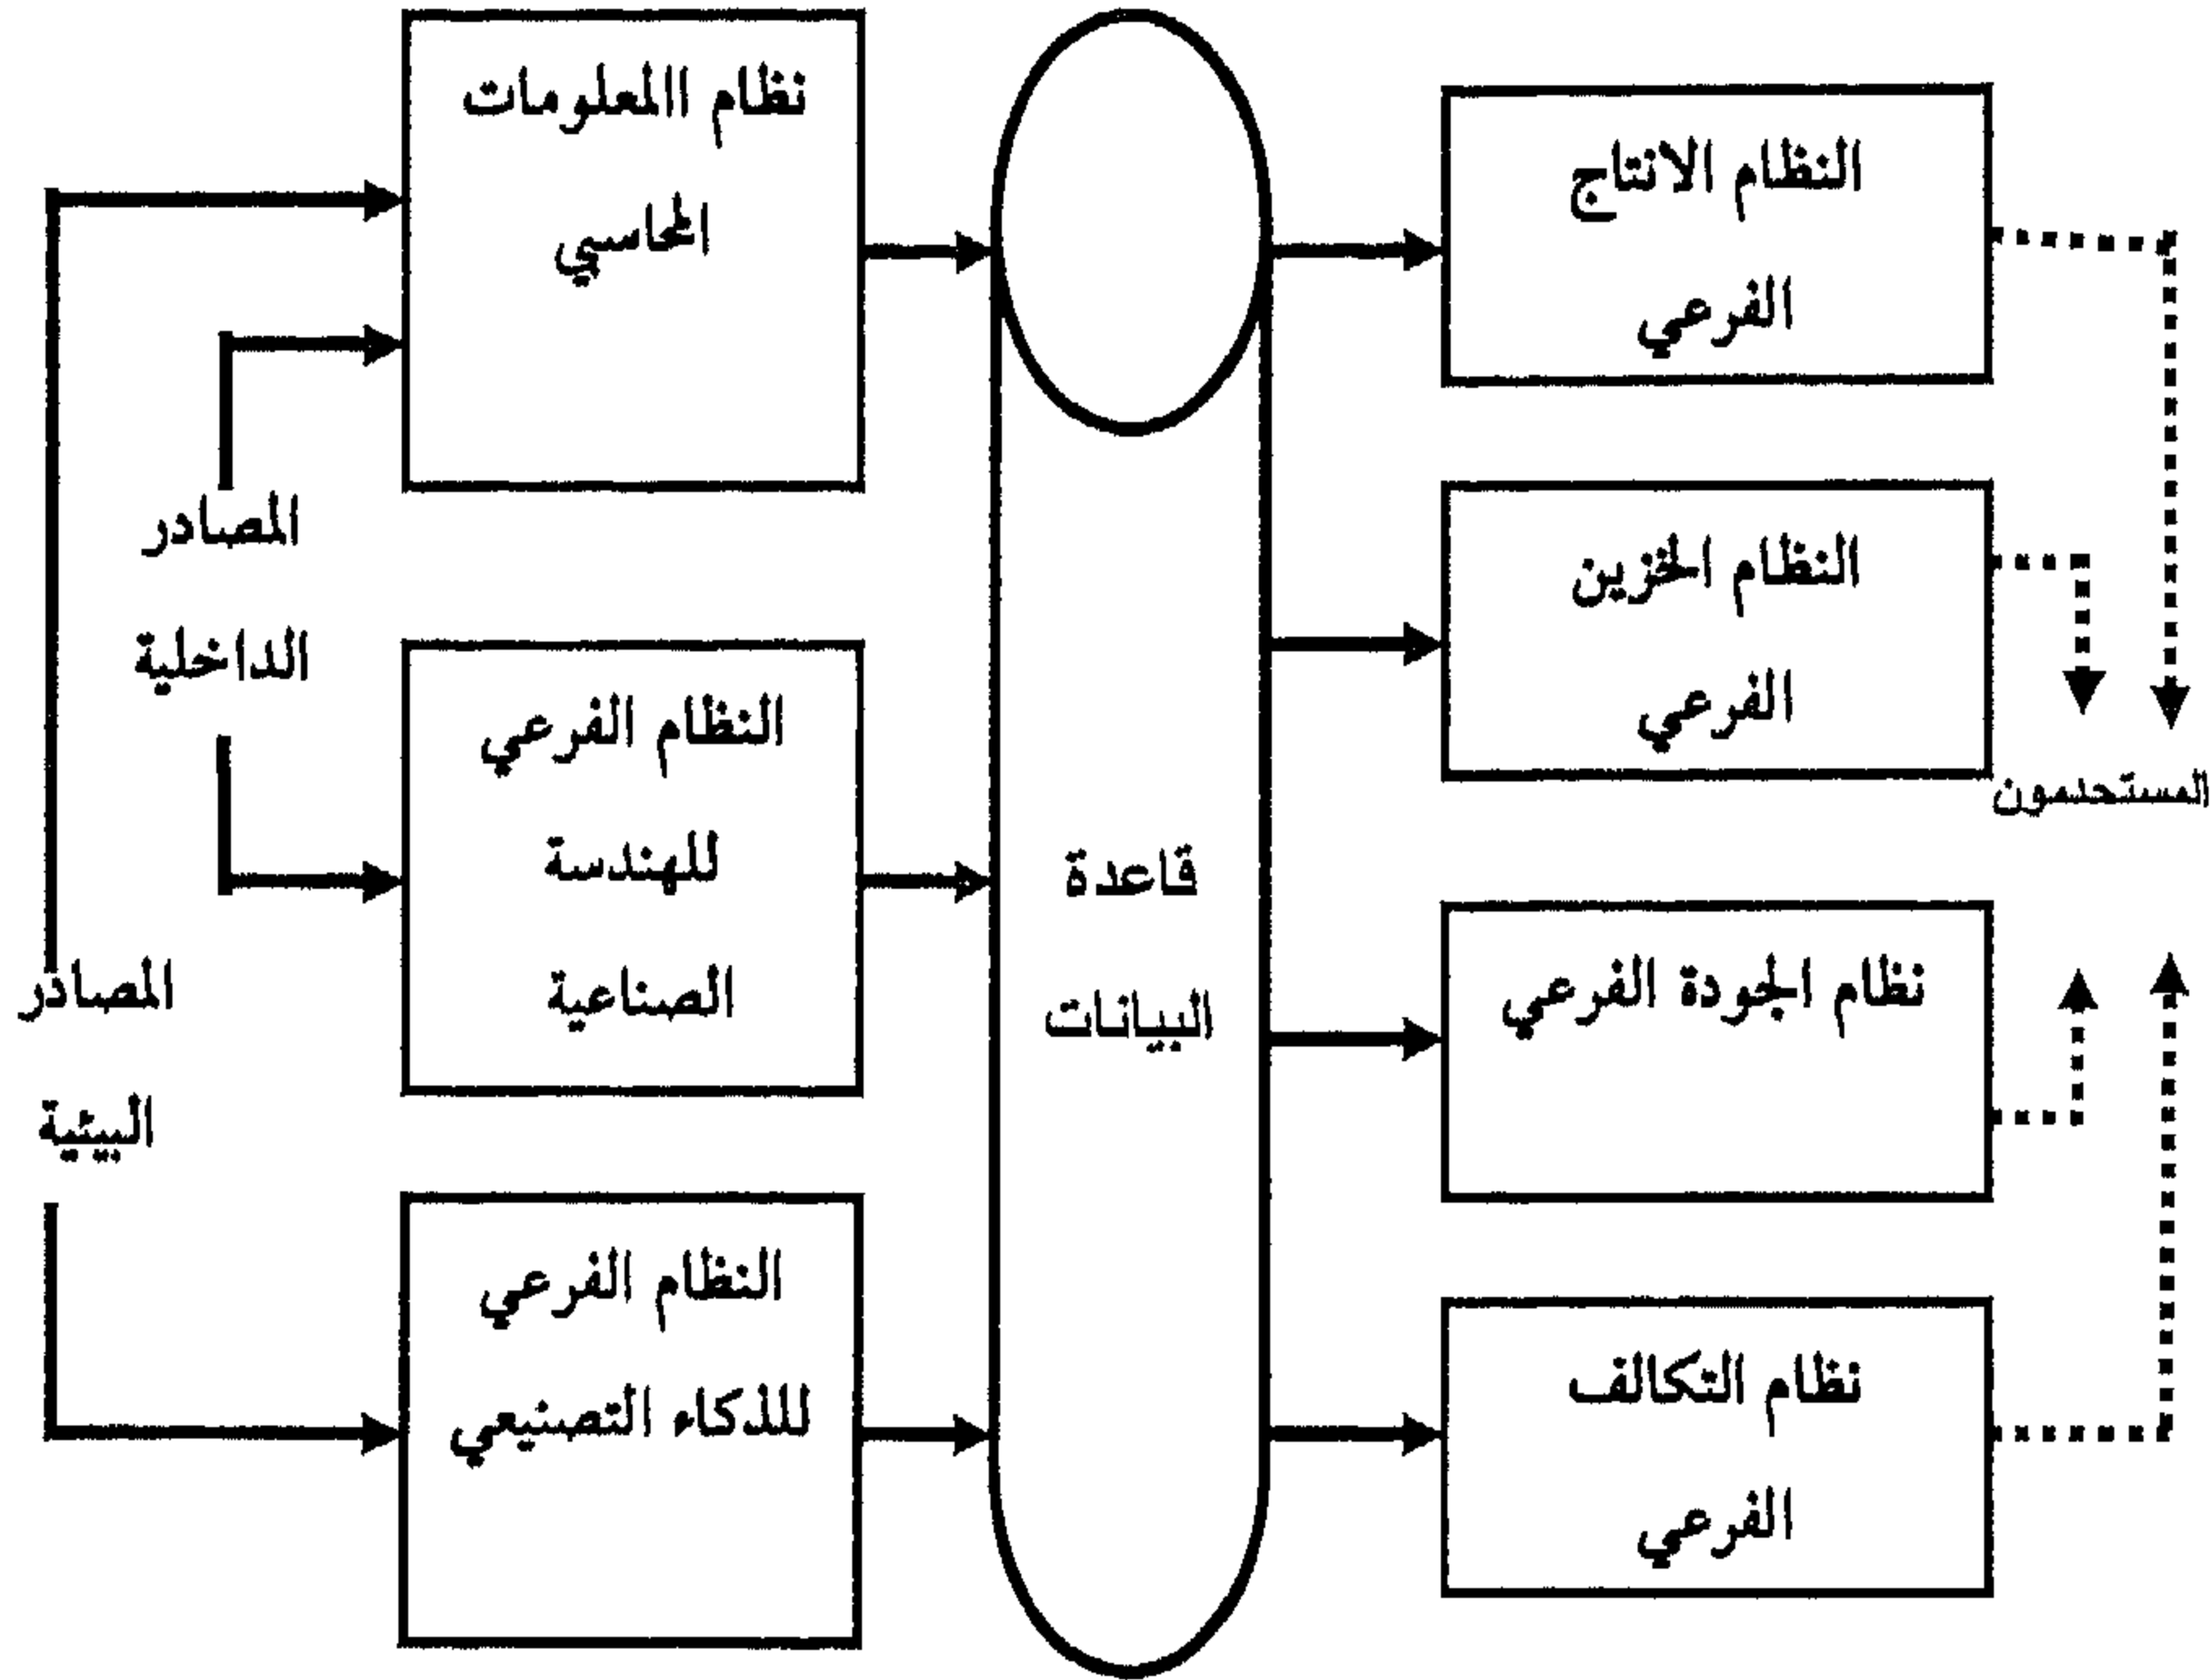 نظام االمعلومات
المحاسبي
المصادر
الداخلية
النظام الفرعي
للهندسة
الصناعية
المصادر
البيئية
النظام الفرعي
للذكاء التصنيعي
قاعدة
البيانات
النظام الانتاج
الفرعي
النظام الخزين
الفرعي
المستخدمون
نظام الجودة الفرعي
نظام التكالف
الفرعي